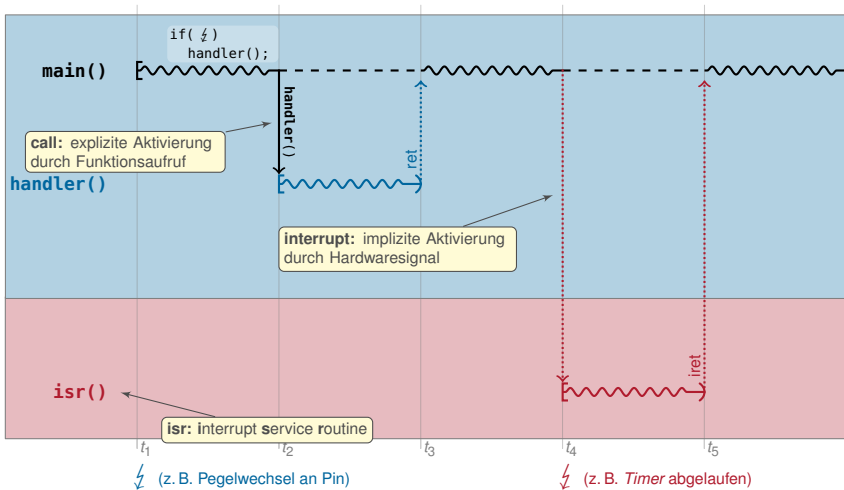 if( ↯ )
handler();
main()
handler()
call: explizite Aktivierung
durch Funktionsaufruf
ret
handler()
interrupt: implizite Aktivierung
durch Hardwaresignal
iret
isr()
isr: interrupt service routine
t1 t2 t3 t4 t5
↯ (z. B. Pegelwechsel an Pin) ↯ (z. B. Timer abgelaufen)